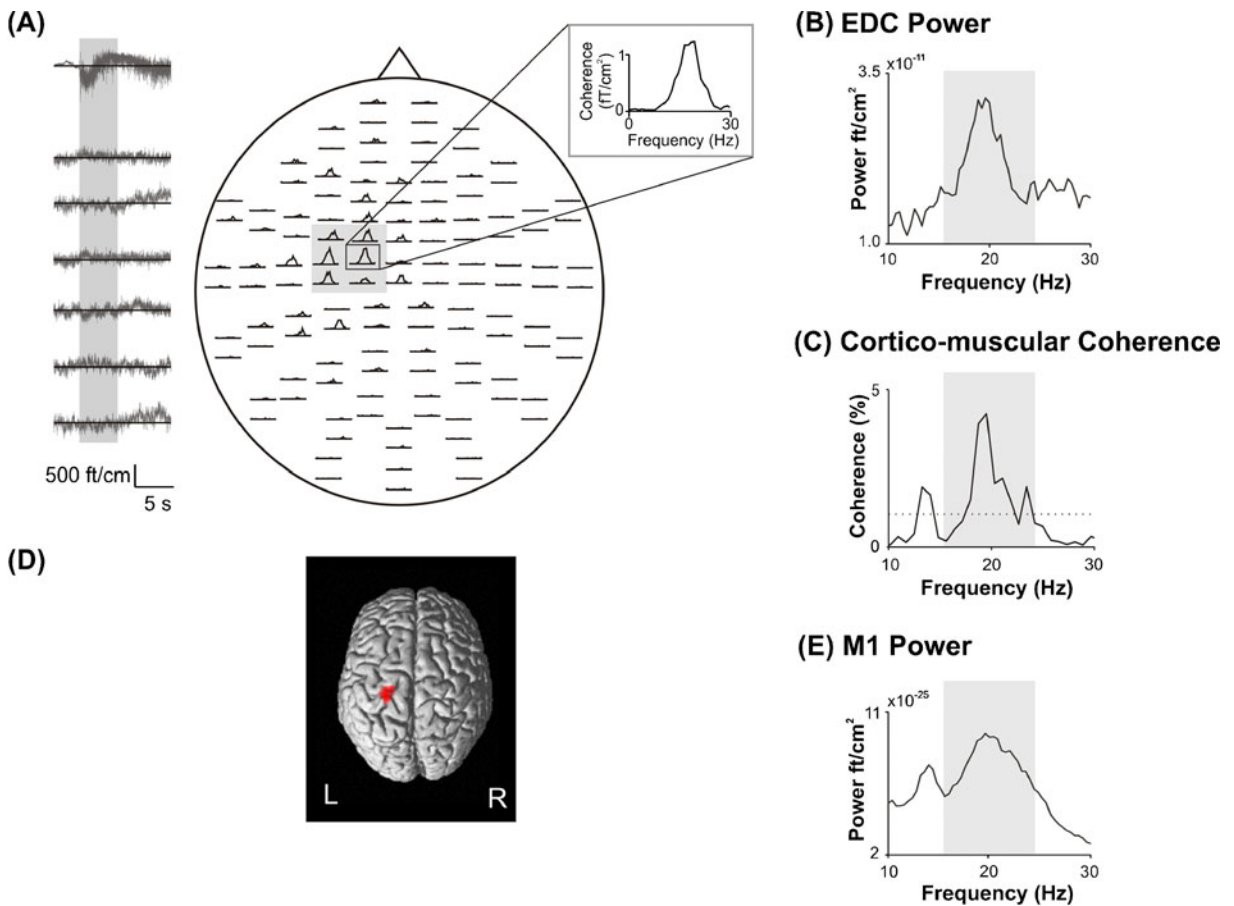 (A)
500 ft/cm
5 s
Coherence
(fT/cm²)
1
0
0
30
Frequency (Hz)
(B) EDC Power
x10⁻¹¹
3.5
Power ft/cm²
1.0
10
20
30
Frequency (Hz)
(C) Cortico-muscular Coherence
5
Coherence (%)
0
10
20
30
Frequency (Hz)
(D)
L
R
(E) M1 Power
x10⁻²⁵
11
Power ft/cm²
2
10
20
30
Frequency (Hz)